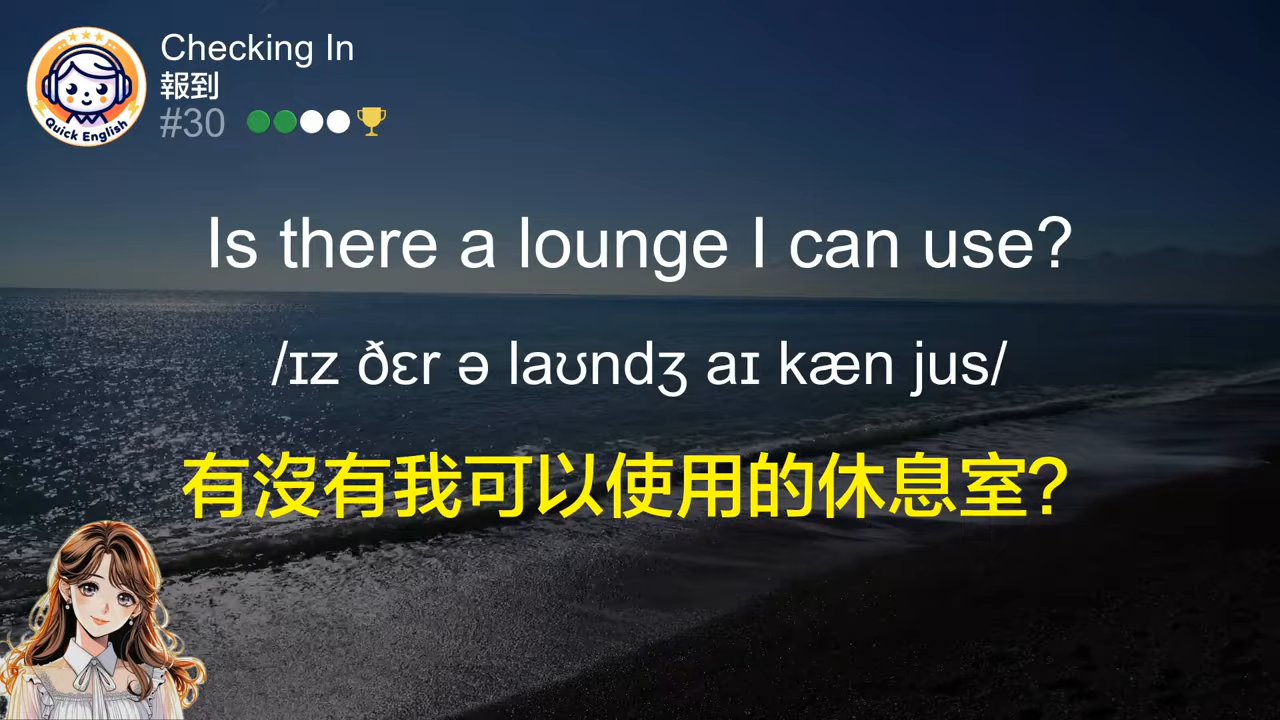 Quick English
Checking In
報到
#30
Is there a lounge I can use?
/ɪz ðɛr ə laʊndʒ aɪ kæn jus/
有沒有我可以使用的休息室?